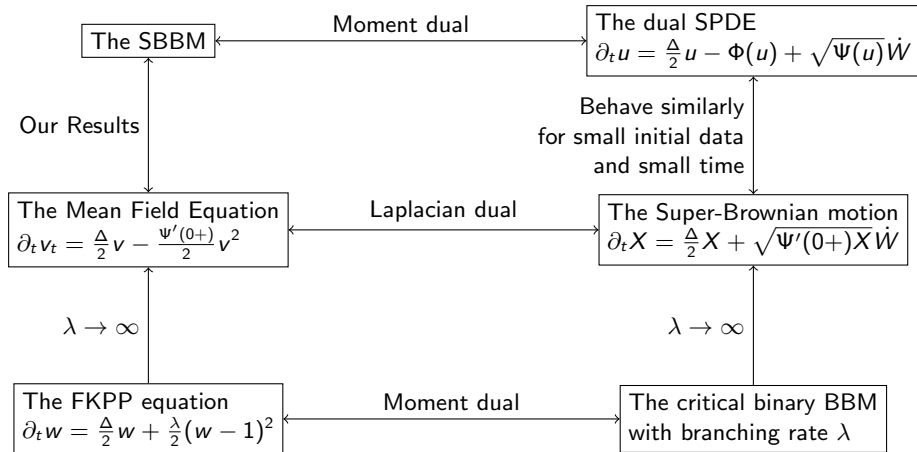 The SBBM
Moment dual
The dual SPDE
∂ₜu = Δ/2 u − Φ(u) + √Ψ(u)Ẇ
Our Results
Behave similarly
for small initial data
and small time
The Mean Field Equation
∂ₜvₜ = Δ/2 v − Ψ′(0+)/2 v²
Laplacian dual
The Super-Brownian motion
∂ₜX = Δ/2 X + √Ψ′(0+)XẆ
λ → ∞
λ → ∞
The FKPP equation
∂ₜw = Δ/2 w + λ/2 (w − 1)²
Moment dual
The critical binary BBM
with branching rate λ